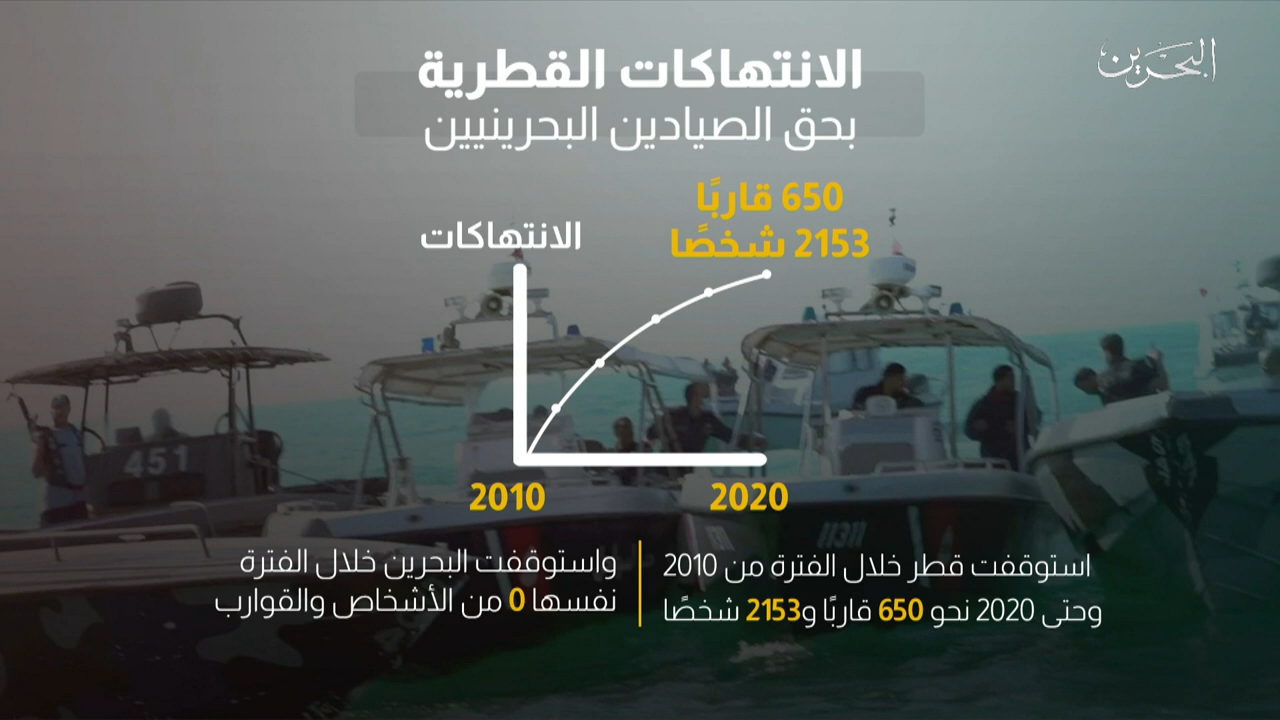 البحرين
الانتهاكات القطرية
بحق الصيادين البحرينيين
650 قاربًا
2153 شخصًا
الانتهاكات
2010
2020
استوقفت قطر خلال الفترة من 2010
وحتى 2020 نحو 650 قاربًا و2153 شخصًا
واستوقفت البحرين خلال الفترة
نفسها 0 من الأشخاص والقوارب
451
11311